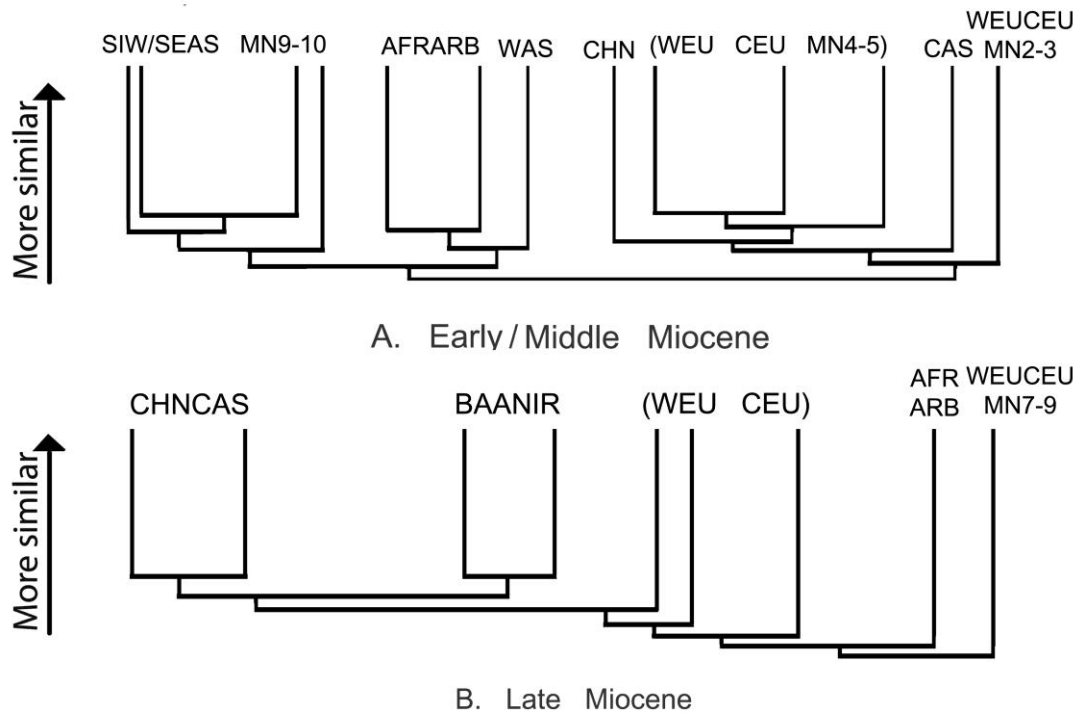 WEUCEU
SIW/SEAS MN9-10 AFRARB WAS CHN (WEU CEU MN4-5) CAS MN2-3
More similar
A. Early / Middle Miocene
AFR WEUCEU
CHNCAS BAANIR (WEU CEU) ARB MN7-9
More similar
B. Late Miocene